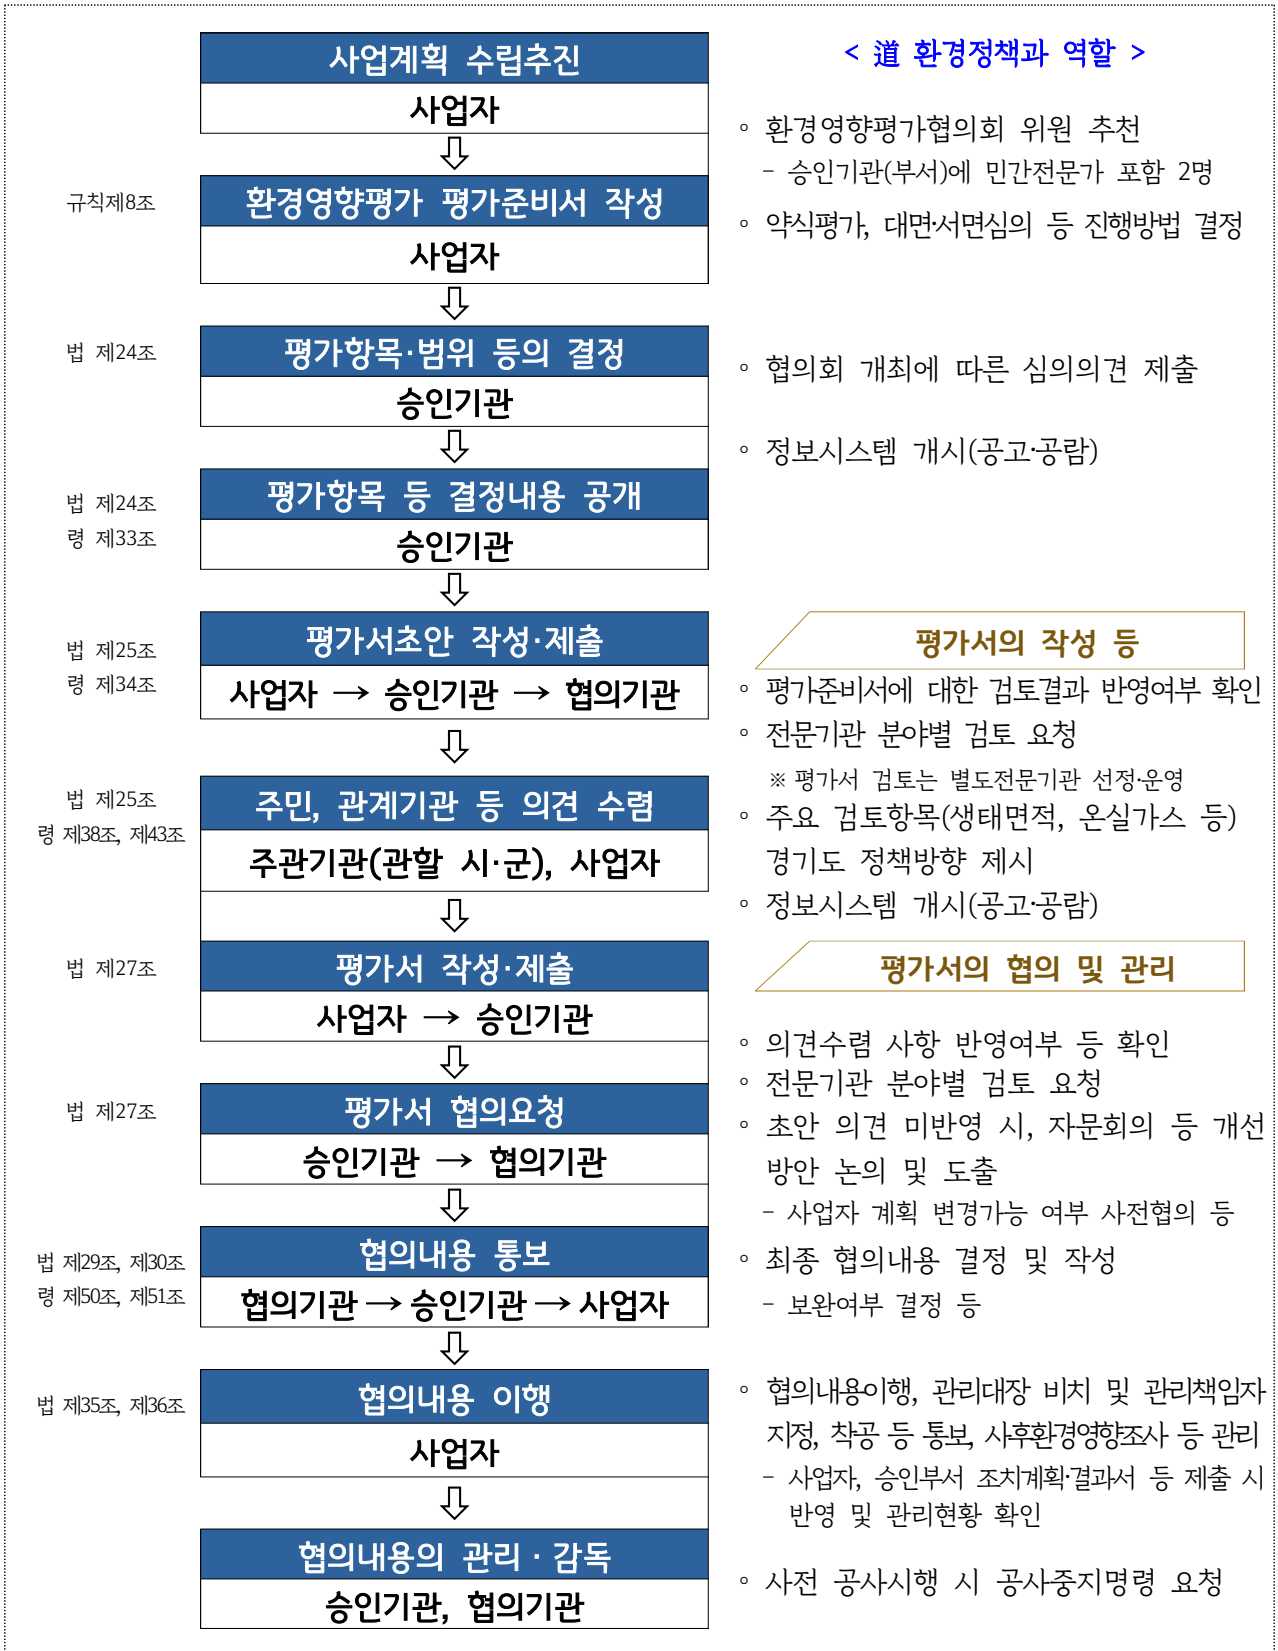 사업계획 수립추진
사업자
규칙제8조
환경영향평가 평가준비서 작성
사업자
법 제24조
평가항목·범위 등의 결정
승인기관
법 제24조
령 제33조
평가항목 등 결정내용 공개
승인기관
법 제25조
령 제34조
평가서초안 작성·제출
사업자 → 승인기관 → 협의기관
법 제25조
령 제38조, 제43조
주민, 관계기관 등 의견 수렴
주관기관(관할 시·군), 사업자
법 제27조
평가서 작성·제출
사업자 → 승인기관
법 제27조
평가서 협의요청
승인기관 → 협의기관
법 제29조, 제30조
령 제50조, 제51조
협의내용 통보
협의기관 → 승인기관 → 사업자
법 제35조, 제36조
협의내용 이행
사업자
협의내용의 관리·감독
승인기관, 협의기관
< 道 환경정책과 역할 >
◦ 환경영향평가협의회 위원 추천
- 승인기관(부서)에 민간전문가 포함 2명
◦ 약식평가, 대면·서면심의 등 진행방법 결정
◦ 협의회 개최에 따른 심의의견 제출
◦ 정보시스템 개시(공고·공람)
평가서의 작성 등
◦ 평가준비서에 대한 검토결과 반영여부 확인
◦ 전문기관 분야별 검토 요청
※ 평가서 검토는 별도전문기관 선정·운영
◦ 주요 검토항목(생태면적, 온실가스 등)
경기도 정책방향 제시
◦ 정보시스템 개시(공고·공람)
평가서의 협의 및 관리
◦ 의견수렴 사항 반영여부 등 확인
◦ 전문기관 분야별 검토 요청
◦ 초안 의견 미반영 시, 자문회의 등 개선
방안 논의 및 도출
- 사업자 계획 변경가능 여부 사전협의 등
◦ 최종 협의내용 결정 및 작성
- 보완여부 결정 등
◦ 협의내용이행, 관리대장 비치 및 관리책임자
지정, 착공 등 통보, 사후환경영향조사 등 관리
- 사업자, 승인부서 조치계획·결과서 등 제출 시
반영 및 관리현황 확인
◦ 사전 공사시행 시 공사중지명령 요청